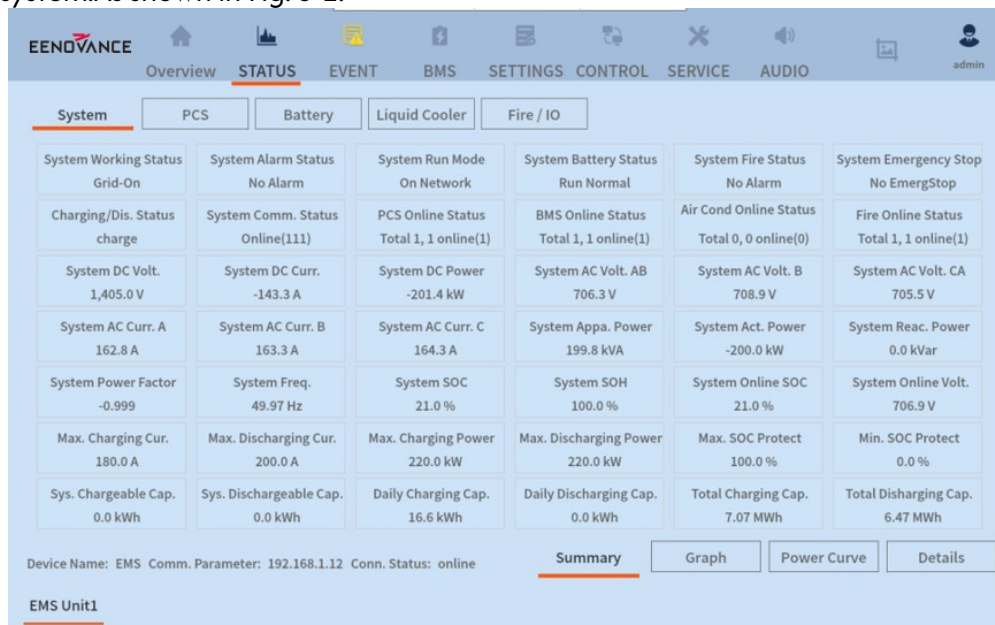 system. As shown in Fig. 6-2.
EENOVANCE
Overview STATUS EVENT BMS SETTINGS CONTROL SERVICE AUDIO admin
System PCS Battery Liquid Cooler Fire / IO
System Working Status System Alarm Status System Run Mode System Battery Status System Fire Status System Emergency Stop
Grid-On No Alarm On Network Run Normal No Alarm No EmergStop
Charging/Dis. Status System Comm. Status PCS Online Status BMS Online Status Air Cond Online Status Fire Online Status
charge Online(111) Total 1, 1 online(1) Total 1, 1 online(1) Total 0, 0 online(0) Total 1, 1 online(1)
System DC Volt. System DC Curr. System DC Power System AC Volt. AB System AC Volt. B System AC Volt. CA
1,405.0 V -143.3 A -201.4 kW 706.3 V 708.9 V 705.5 V
System AC Curr. A System AC Curr. B System AC Curr. C System Appa. Power System Act. Power System Reac. Power
162.8 A 163.3 A 164.3 A 199.8 kVA -200.0 kW 0.0 kVar
System Power Factor System Freq. System SOC System SOH System Online SOC System Online Volt.
-0.999 49.97 Hz 21.0 % 100.0 % 21.0 % 706.9 V
Max. Charging Cur. Max. Discharging Cur. Max. Charging Power Max. Discharging Power Max. SOC Protect Min. SOC Protect
180.0 A 200.0 A 220.0 kW 220.0 kW 100.0 % 0.0 %
Sys. Chargeable Cap. Sys. Dischargeable Cap. Daily Charging Cap. Daily Discharging Cap. Total Charging Cap. Total Disharging Cap.
0.0 kWh 0.0 kWh 16.6 kWh 0.0 kWh 7.07 MWh 6.47 MWh
Device Name: EMS Comm. Parameter: 192.168.1.12 Conn. Status: online Summary Graph Power Curve Details
EMS Unit1